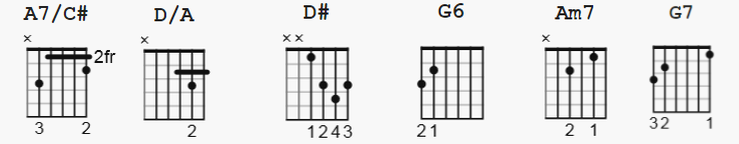 A7/C# D/A D# G6 Am7 G7
× × ×× ×
2fr
3 2 2 1243 21 2 1 32 1